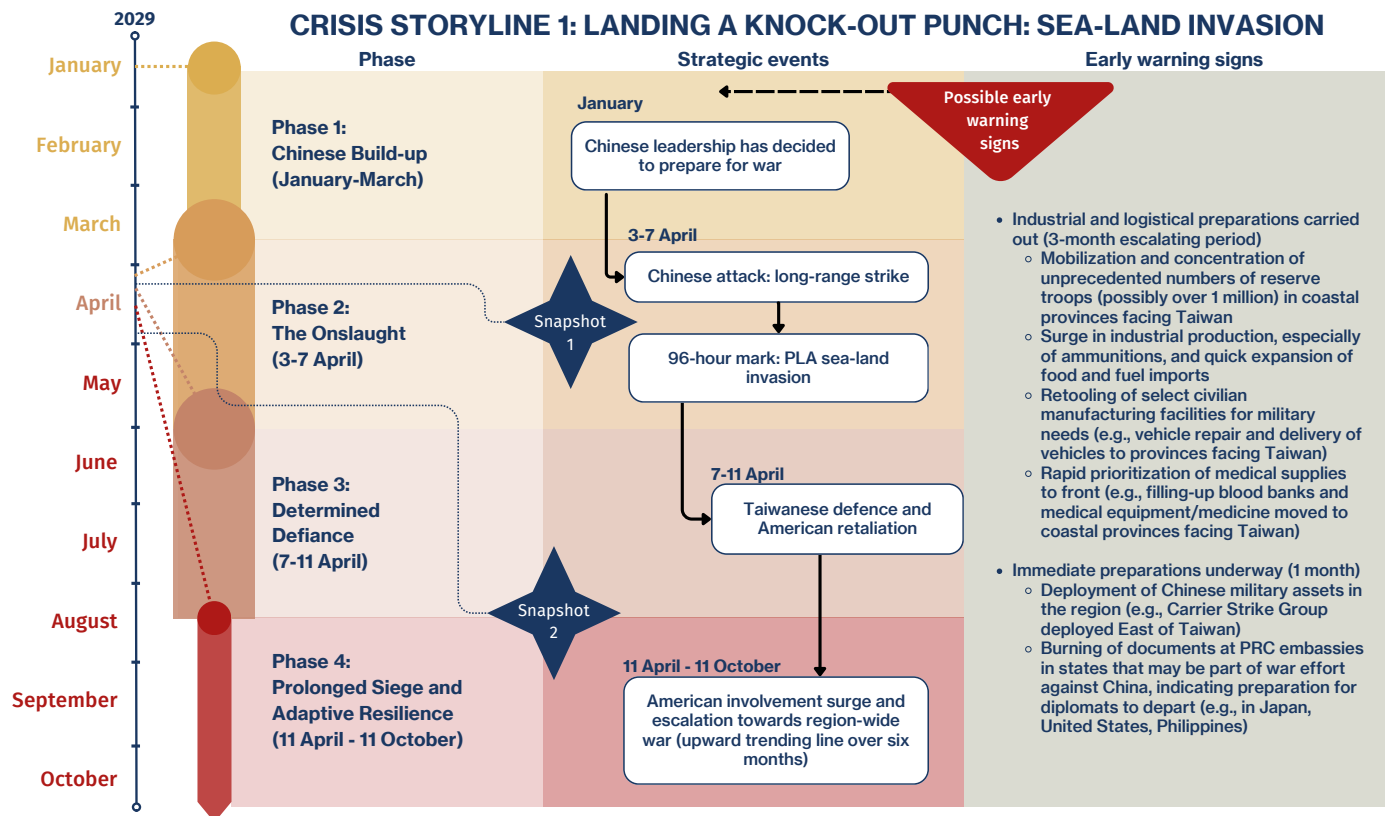 2029
CRISIS STORYLINE 1: LANDING A KNOCK-OUT PUNCH: SEA-LAND INVASION
Phase
Strategic events
Early warning signs
January
February
March
April
May
June
July
August
September
October
Phase 1:
Chinese Build-up
(January-March)
Phase 2:
The Onslaught
(3-7 April)
Phase 3:
Determined
Defiance
(7-11 April)
Phase 4:
Prolonged Siege and
Adaptive Resilience
(11 April - 11 October)
January
Chinese leadership has decided
to prepare for war
3-7 April
Chinese attack: long-range strike
Snapshot
1
96-hour mark: PLA sea-land
invasion
7-11 April
Taiwanese defence and
American retaliation
Snapshot
2
11 April - 11 October
American involvement surge and
escalation towards region-wide
war (upward trending line over six
months)
Possible early
warning
signs
• Industrial and logistical preparations carried
out (3-month escalating period)
◦ Mobilization and concentration of
unprecedented numbers of reserve
troops (possibly over 1 million) in coastal
provinces facing Taiwan
◦ Surge in industrial production, especially
of ammunitions, and quick expansion of
food and fuel imports
◦ Retooling of select civilian
manufacturing facilities for military
needs (e.g., vehicle repair and delivery of
vehicles to provinces facing Taiwan)
◦ Rapid prioritization of medical supplies
to front (e.g., filling-up blood banks and
medical equipment/medicine moved to
coastal provinces facing Taiwan)
• Immediate preparations underway (1 month)
◦ Deployment of Chinese military assets in
the region (e.g., Carrier Strike Group
deployed East of Taiwan)
◦ Burning of documents at PRC embassies
in states that may be part of war effort
against China, indicating preparation for
diplomats to depart (e.g., in Japan,
United States, Philippines)